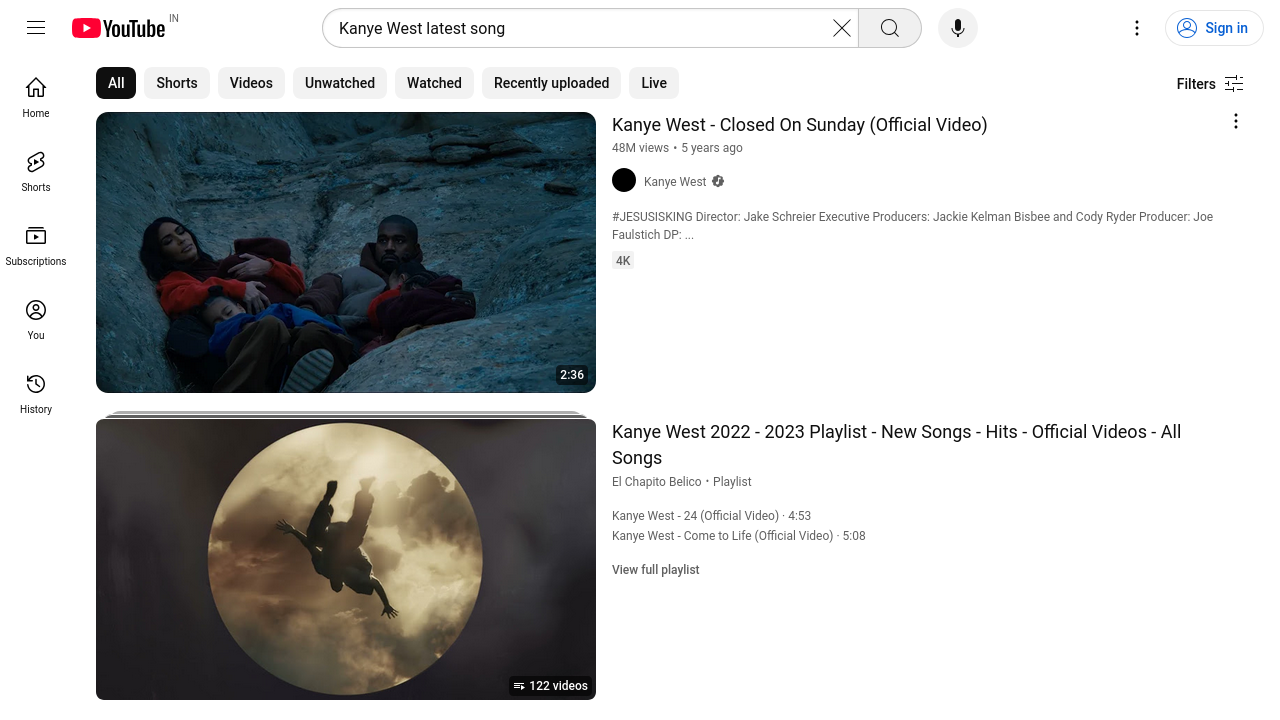 YouTube IN
Kanye West latest song
Sign in
Home
Shorts
Subscriptions
You
History
All
Shorts
Videos
Unwatched
Watched
Recently uploaded
Live
Filters
2:36
Kanye West - Closed On Sunday (Official Video)
48M views • 5 years ago
Kanye West
#JESUSISKING Director: Jake Schreier Executive Producers: Jackie Kelman Bisbee and Cody Ryder Producer: Joe
Faulstich DP: ...
4K
122 videos
Kanye West 2022 - 2023 Playlist - New Songs - Hits - Official Videos - All
Songs
El Chapito Belico • Playlist
Kanye West - 24 (Official Video) · 4:53
Kanye West - Come to Life (Official Video) · 5:08
View full playlist